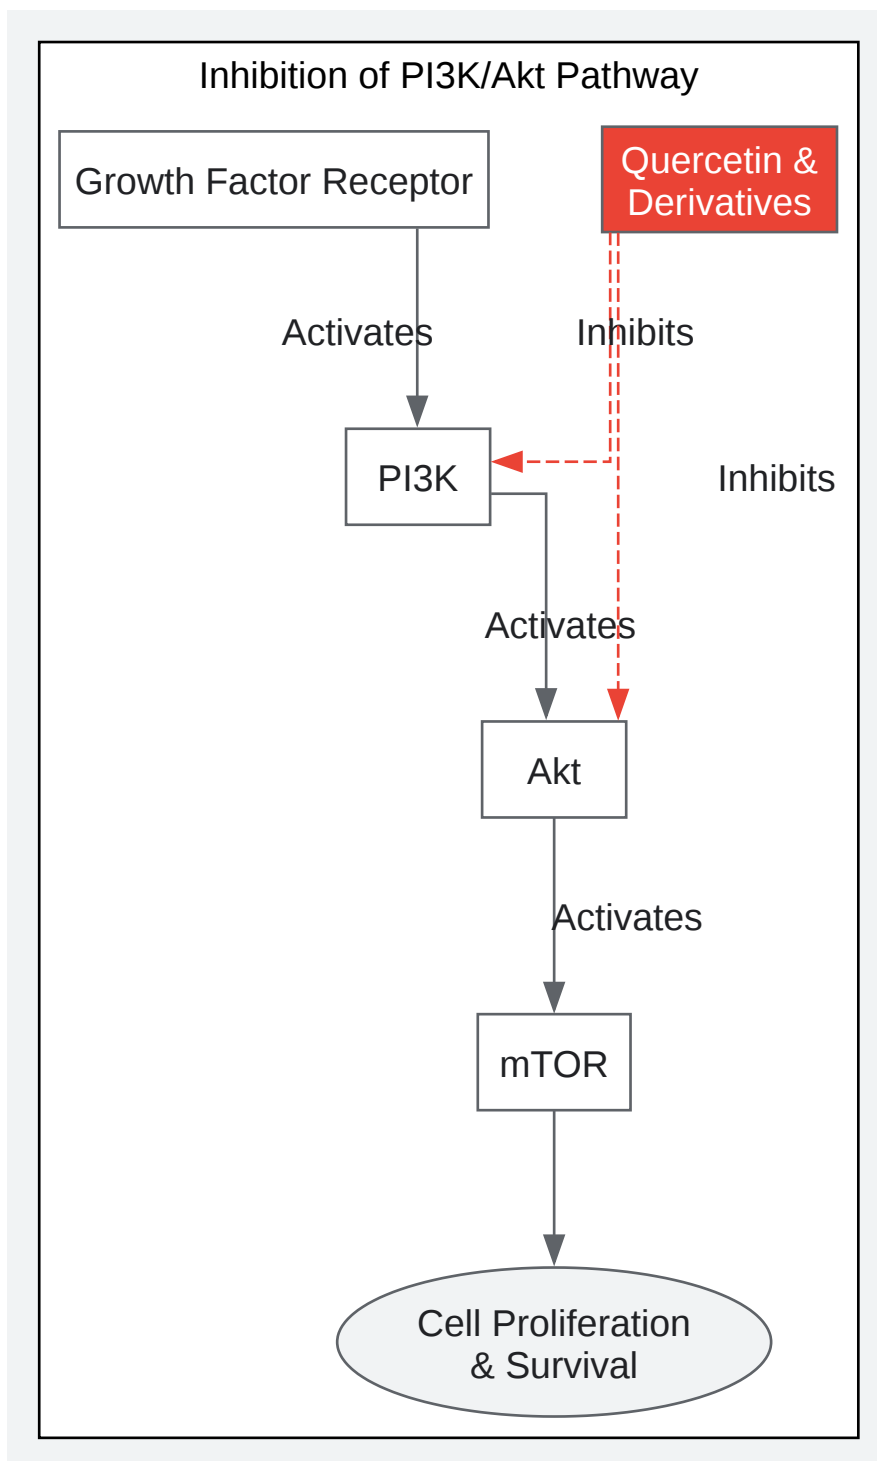 Inhibition of PI3K/Akt Pathway
Growth Factor Receptor
Quercetin &
Derivatives
Activates
Inhibits
PI3K
Inhibits
Activates
Akt
Activates
mTOR
Cell Proliferation
& Survival